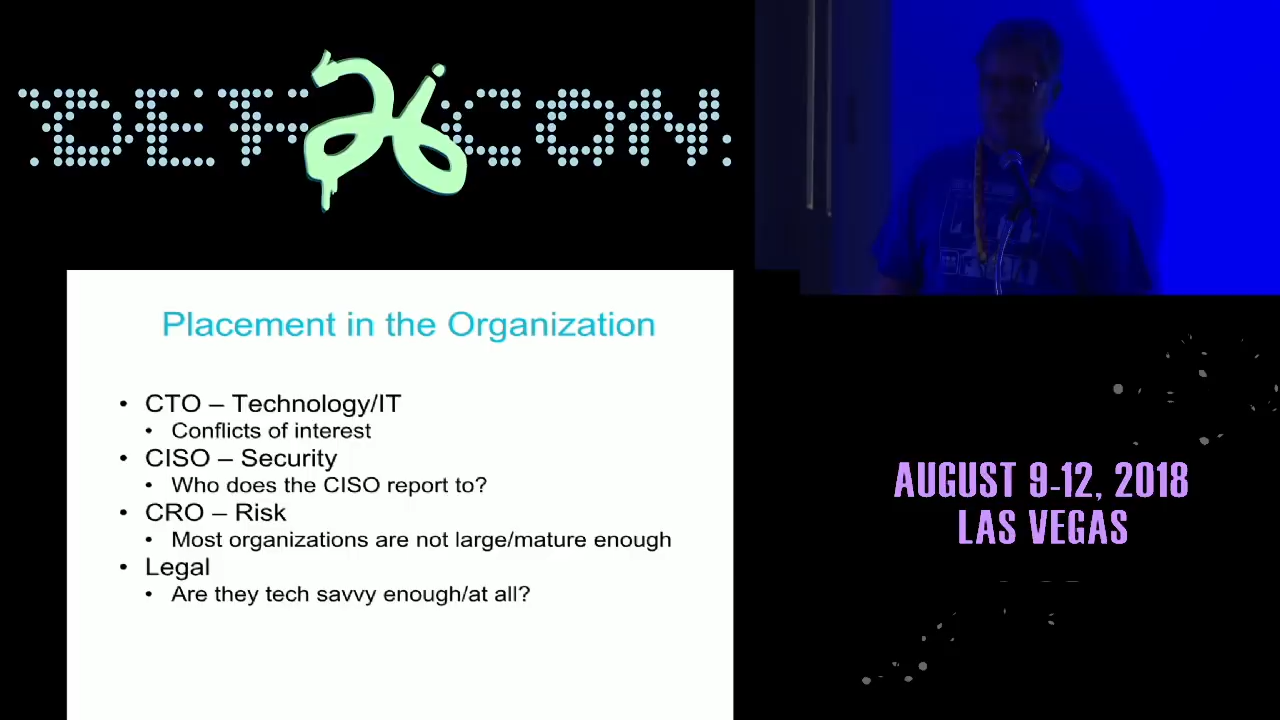 DEF 26 CON
Placement in the Organization
• CTO – Technology/IT
• Conflicts of interest
• CISO – Security
• Who does the CISO report to?
• CRO – Risk
• Most organizations are not large/mature enough
• Legal
• Are they tech savvy enough/at all?
AUGUST 9-12, 2018
LAS VEGAS